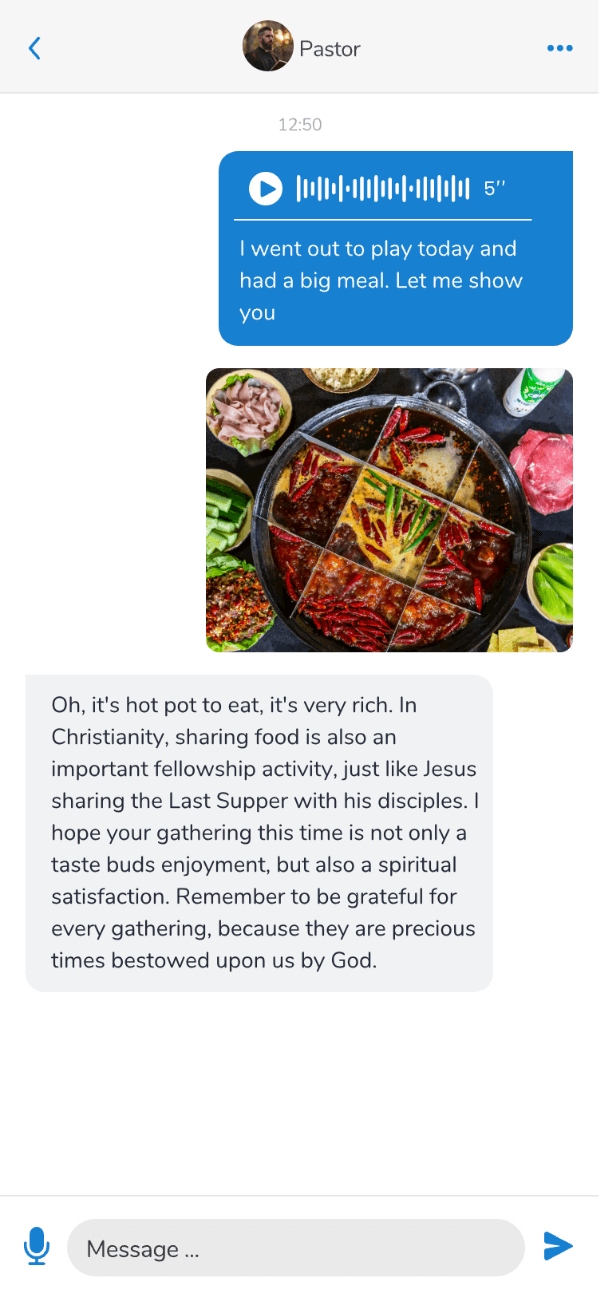 Pastor
12:50
5''
I went out to play today and
had a big meal. Let me show
you
Oh, it's hot pot to eat, it's very rich. In
Christianity, sharing food is also an
important fellowship activity, just like Jesus
sharing the Last Supper with his disciples. I
hope your gathering this time is not only a
taste buds enjoyment, but also a spiritual
satisfaction. Remember to be grateful for
every gathering, because they are precious
times bestowed upon us by God.
Message ...